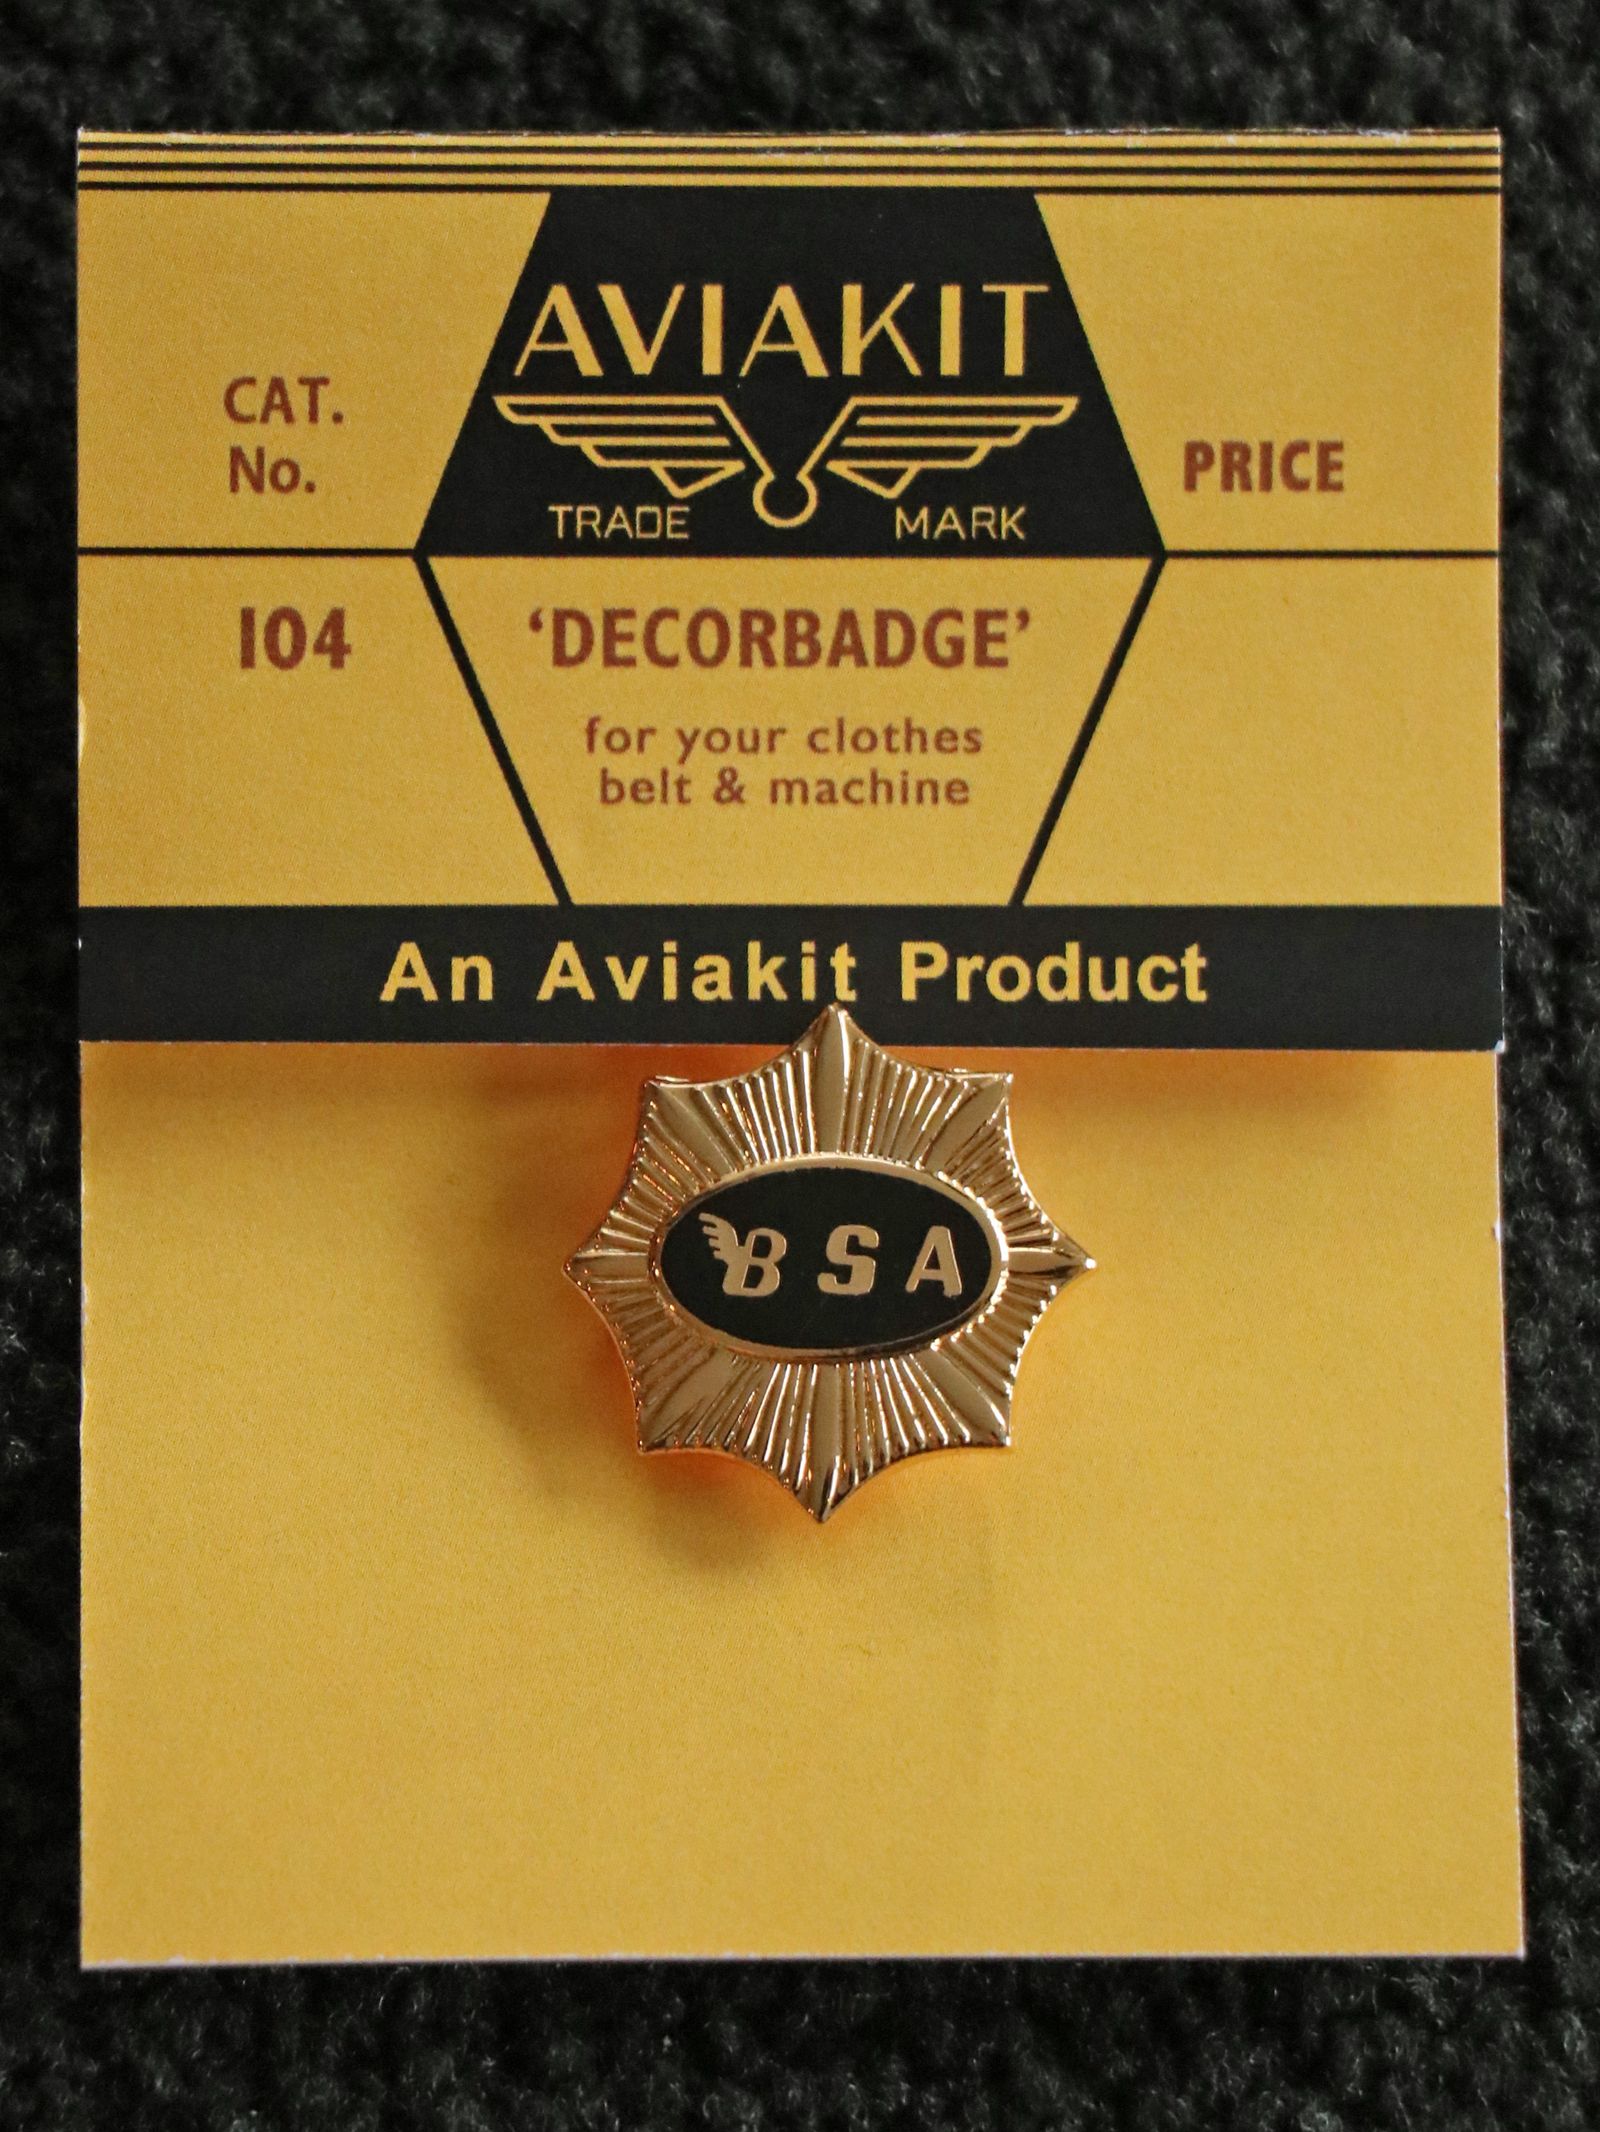 AVIAKIT
TRADE MARK
CAT.
No.
PRICE
104
'DECORBADGE'
for your clothes
belt & machine
An Aviakit Product
BSA